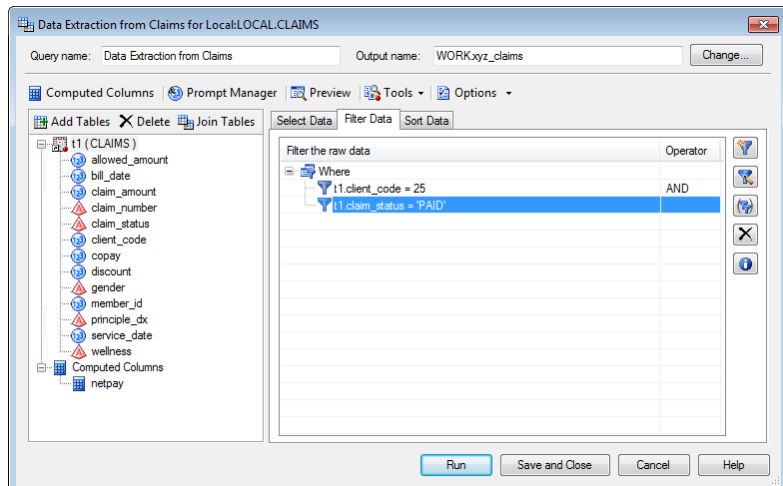 Data Extraction from Claims for Local:LOCAL.CLAIMS
Query name: Data Extraction from Claims Output name: WORK.xyz_claims Change...
Computed Columns Prompt Manager Preview Tools Options
Add Tables Delete Join Tables
Select Data Filter Data Sort Data
t1 (CLAIMS)
allowed_amount
bill_date
claim_amount
claim_number
claim_status
client_code
copay
discount
gender
member_id
principle_dx
service_date
wellness
Computed Columns
netpay
Filter the raw data Operator
Where
t1.client_code = 25 AND
t1.claim_status = 'PAID'
Run Save and Close Cancel Help